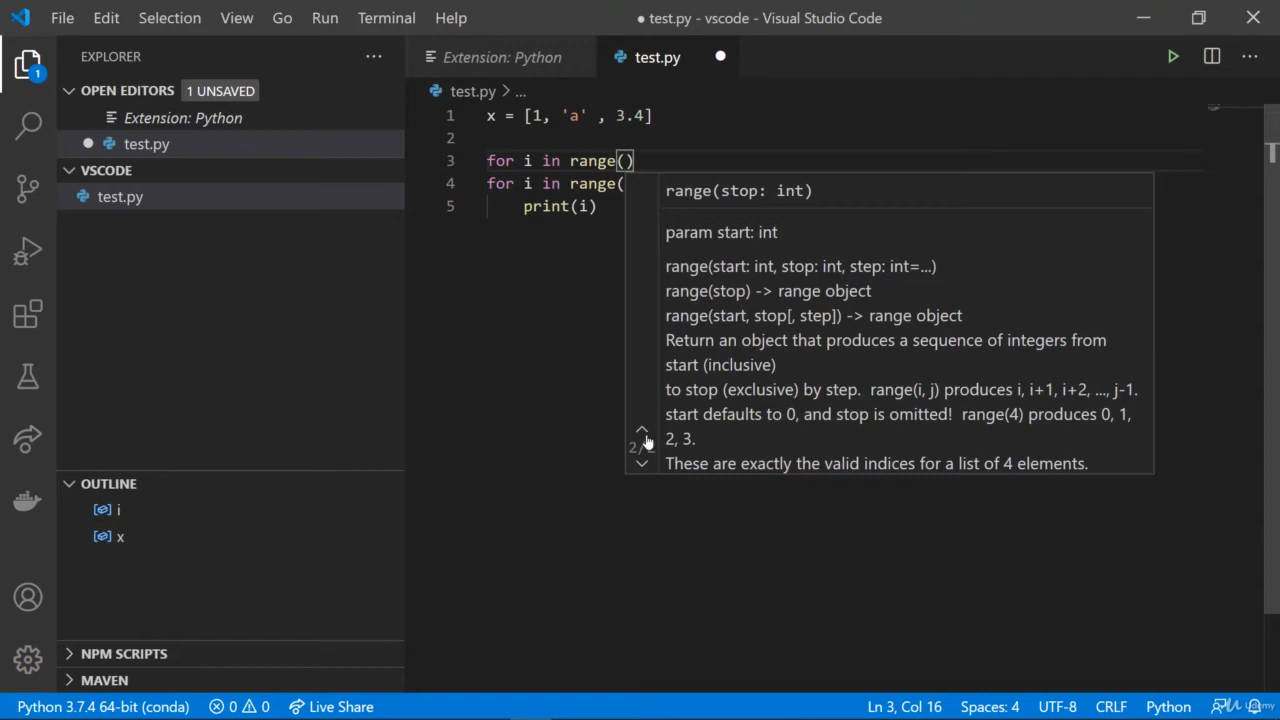 File Edit Selection View Go Run Terminal Help
● test.py - vscode - Visual Studio Code
EXPLORER
Extension: Python
test.py
1
OPEN EDITORS 1 UNSAVED
test.py > ...
Extension: Python
test.py
VSCODE
test.py
1 x = [1, 'a' , 3.4]
2
3 for i in range()
4 for i in range(
5 print(i)
range(stop: int)
param start: int
range(start: int, stop: int, step: int=...)
range(stop) -> range object
range(start, stop[, step]) -> range object
Return an object that produces a sequence of integers from
start (inclusive)
to stop (exclusive) by step.  range(i, j) produces i, i+1, i+2, ..., j-1.
start defaults to 0, and stop is omitted!  range(4) produces 0, 1,
2, 3.
These are exactly the valid indices for a list of 4 elements.
OUTLINE
i
x
NPM SCRIPTS
MAVEN
Python 3.7.4 64-bit (conda) 0 0 Live Share Ln 3, Col 16 Spaces: 4 UTF-8 CRLF Python Udemy